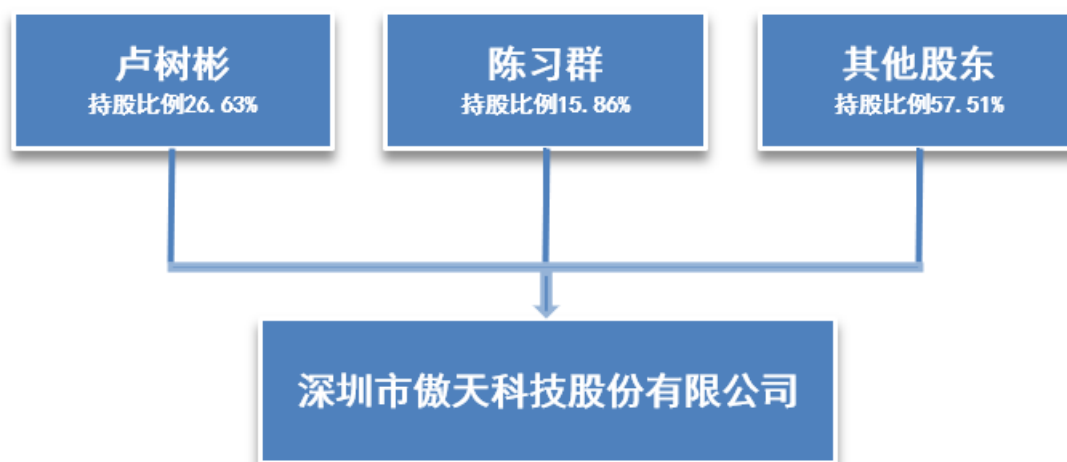 卢树彬
持股比例26.63%
陈习群
持股比例15.86%
其他股东
持股比例57.51%
深圳市傲天科技股份有限公司